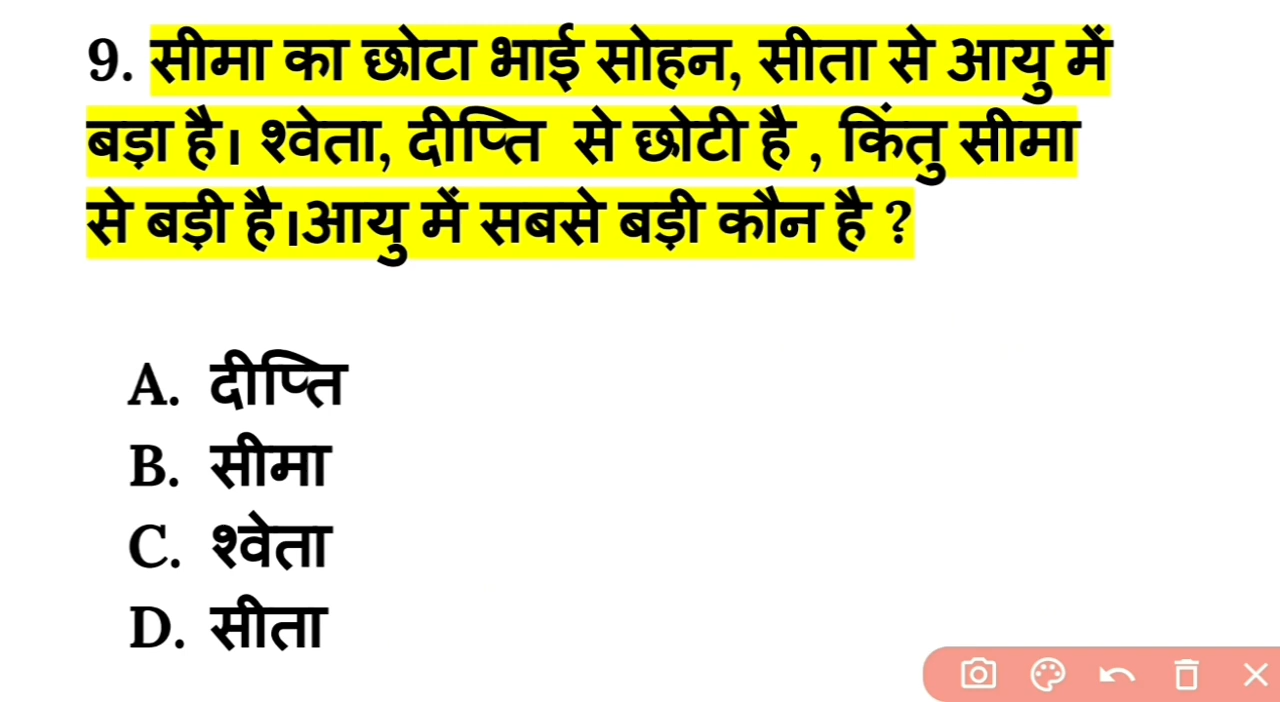 9. सीमा का छोटा भाई सोहन, सीता से आयु में
बड़ा है। श्वेता, दीप्ति से छोटी है , किंतु सीमा
से बड़ी है।आयु में सबसे बड़ी कौन है ?
A. दीप्ति
B. सीमा
C. श्वेता
D. सीता